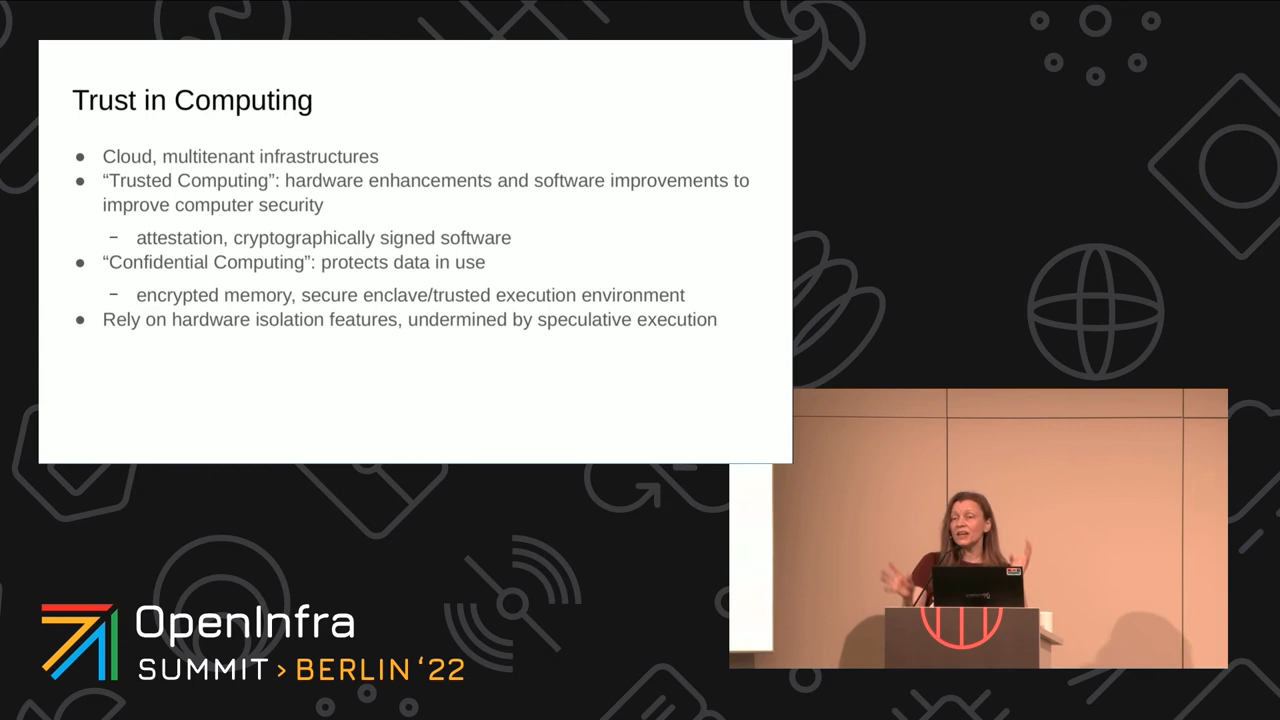 Trust in Computing
● Cloud, multitenant infrastructures
● “Trusted Computing”: hardware enhancements and software improvements to
improve computer security
− attestation, cryptographically signed software
● “Confidential Computing”: protects data in use
− encrypted memory, secure enclave/trusted execution environment
● Rely on hardware isolation features, undermined by speculative execution
OpenInfra
SUMMIT > BERLIN ‘22